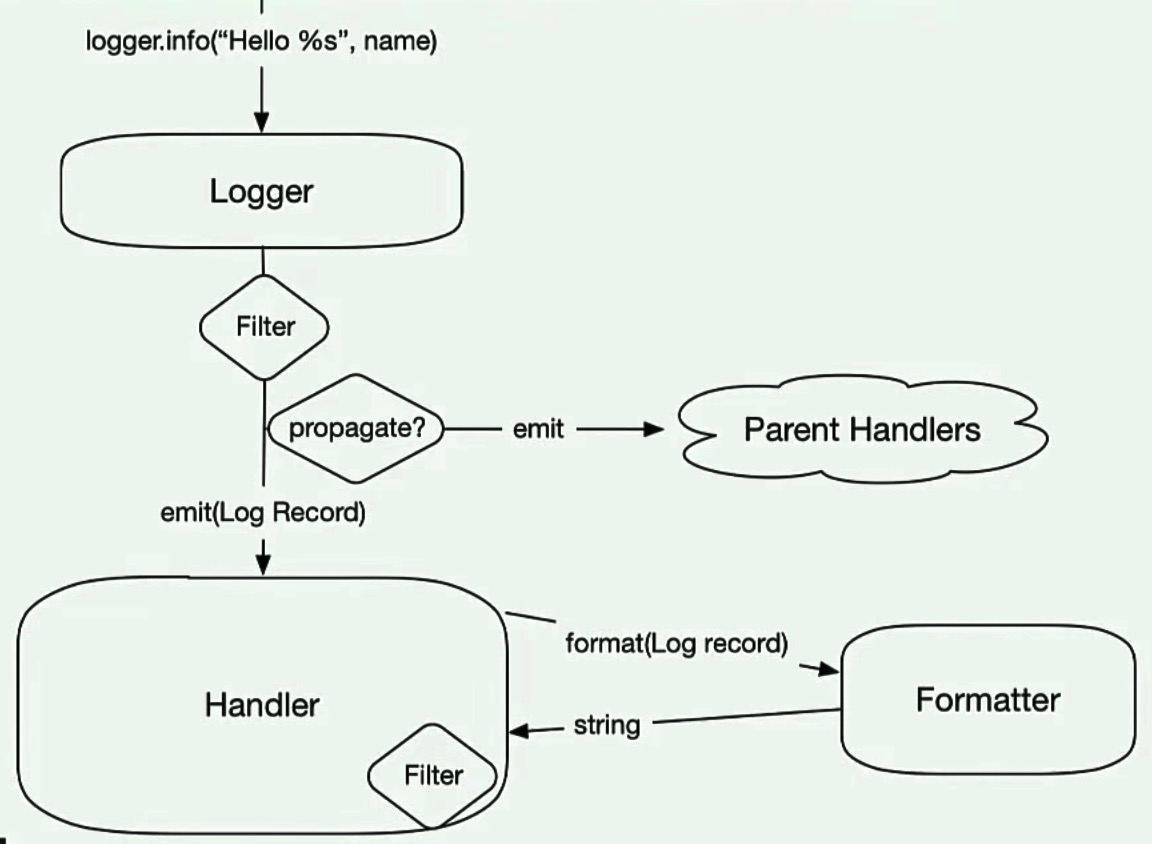 logger.info(“Hello %s”, name)
Logger
Filter
propagate?
emit
Parent Handlers
emit(Log Record)
format(Log record)
Handler
Formatter
string
Filter